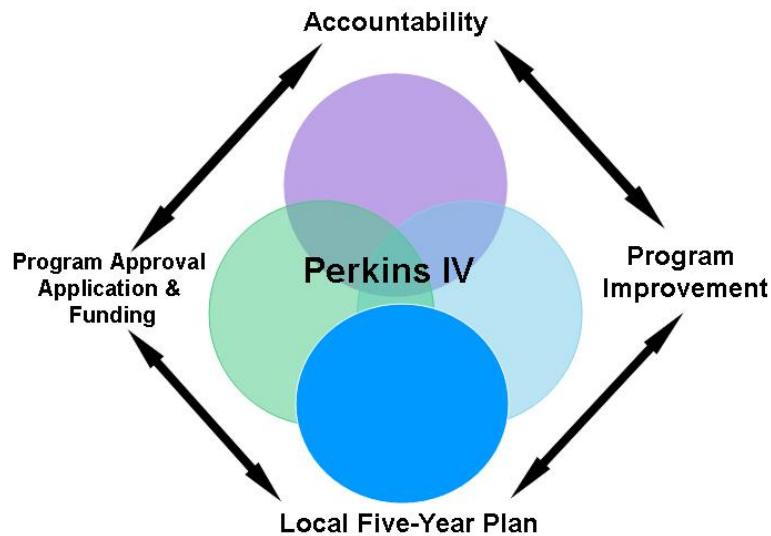 Accountability
Program Approval
Application &
Funding
Perkins IV
Program
Improvement
Local Five-Year Plan